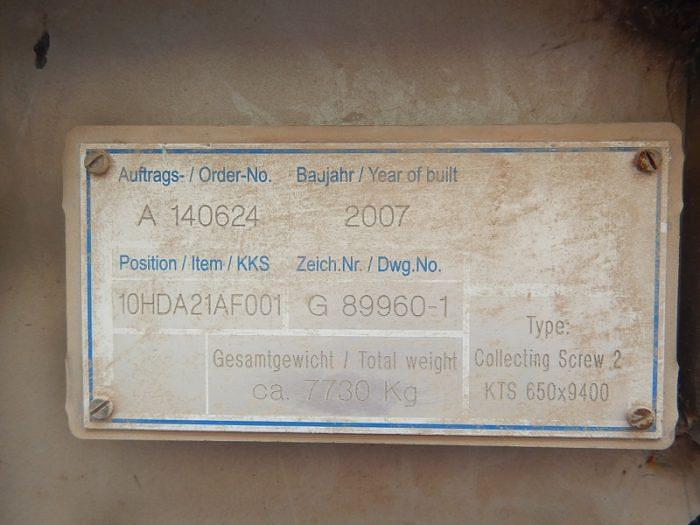 Auftrags- / Order-No. Baujahr / Year of built
A 140624 2007
Position / Item / KKS Zeich.Nr. / Dwg.No.
10HDA21AF001 G 89960-1
Gesamtgewicht / Total weight
ca. 7730 Kg
Type:
Collecting Screw 2
KTS 650x9400